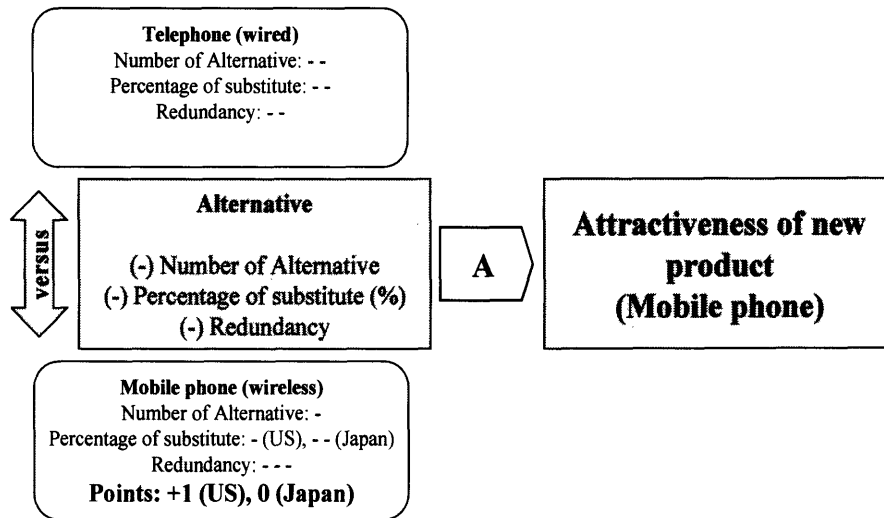 Telephone (wired)
Number of Alternative: - -
Percentage of substitute: - -
Redundancy: - -
versus
Alternative
(-) Number of Alternative
(-) Percentage of substitute (%)
(-) Redundancy
A
Attractiveness of new
product
(Mobile phone)
Mobile phone (wireless)
Number of Alternative: -
Percentage of substitute: - (US), - - (Japan)
Redundancy: - - -
Points: +1 (US), 0 (Japan)